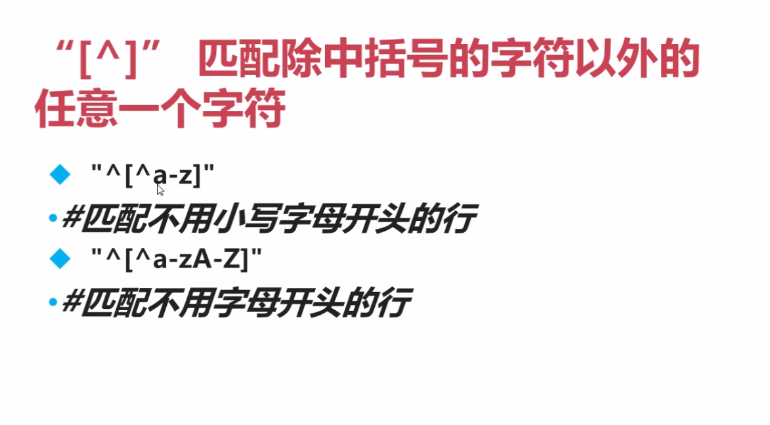 “[^]” 匹配除中括号的字符以外的
任意一个字符
"^[^a-z]"
#匹配不用小写字母开头的行
"^[^a-zA-Z]"
#匹配不用字母开头的行